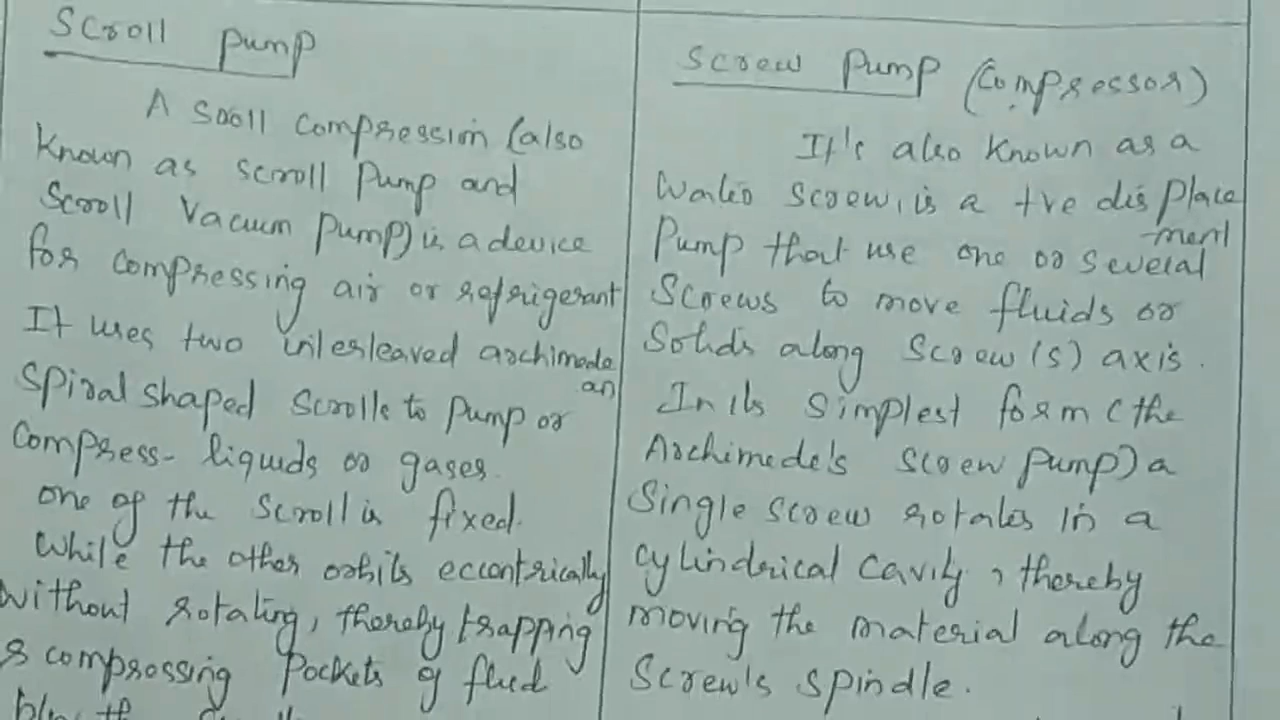 Scroll pump
A scoll compression (also
known as scroll pump and
Scroll Vacuum pump) is a device
for compressing air or refrigerant
It uses two interleaved archimede
an
spiral shaped scrolls to pump or
compress- liquids or gases.
one of the scroll is fixed.
while the other orbits eccentrically
without rotating, thereby trapping
& compressing pockets of fluid
Screw Pump (compressor)
It's also known as a
Water screw, is a +ve displace
-ment
Pump that use one or several
Screws to move fluids or
Solids along screw(s) axis.
In its simplest form (the
Archimede's screw pump) a
Single screw rotates in a
cylindrical cavity, thereby
moving the material along the
Screw's spindle.